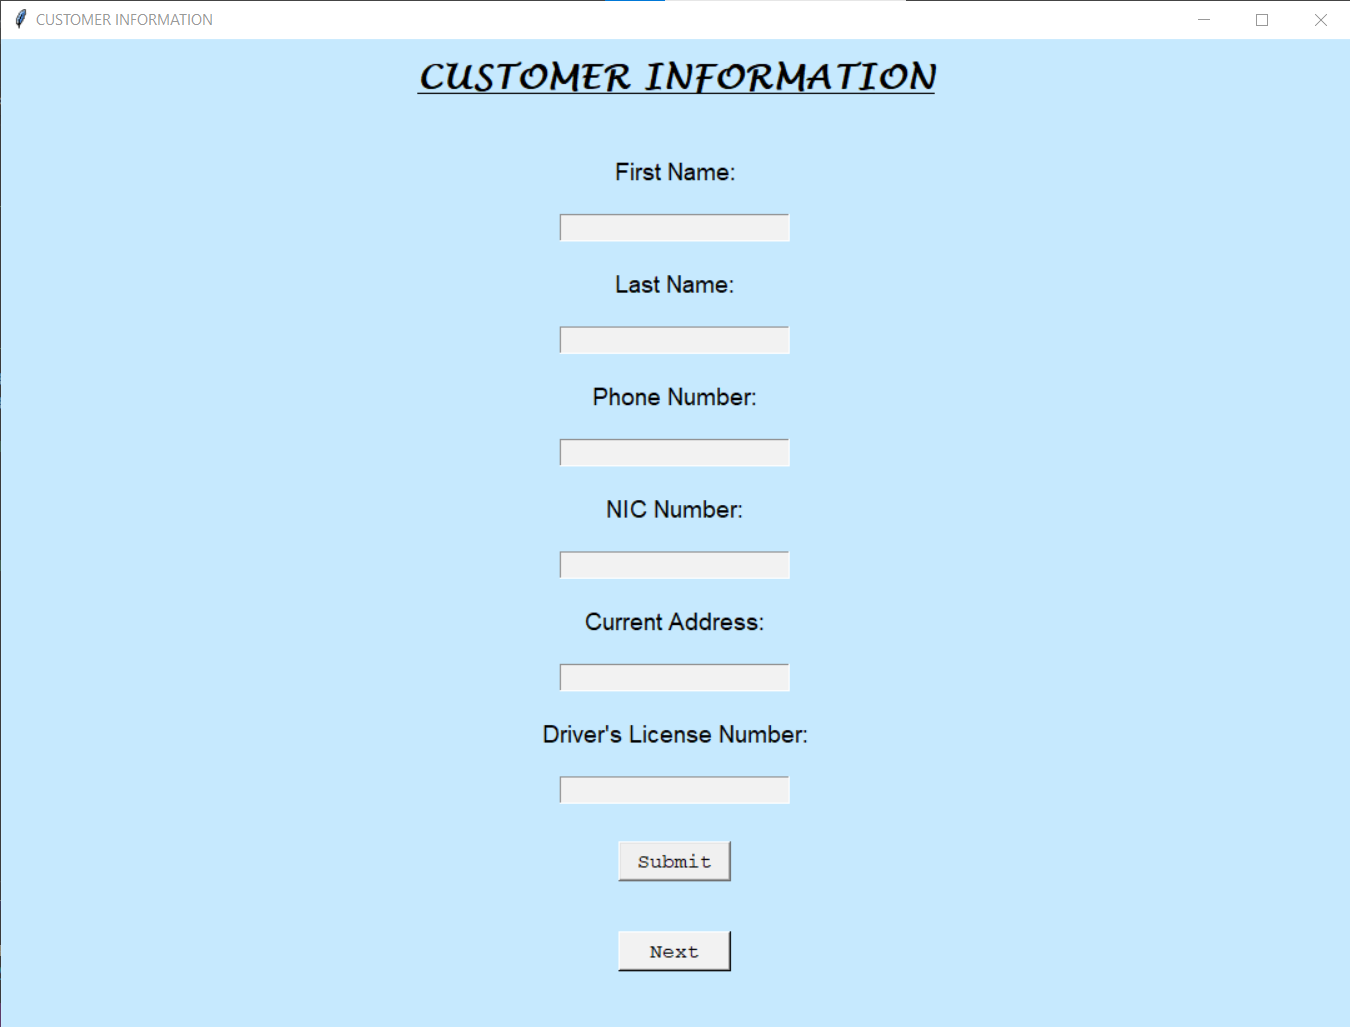 CUSTOMER INFORMATION
CUSTOMER INFORMATION
First Name:
Last Name:
Phone Number:
NIC Number:
Current Address:
Driver's License Number:
Submit
Next